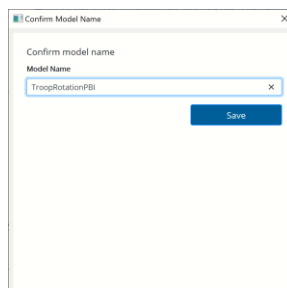 Confirm Model Name
Confirm model name
Model Name
TroopRotationPBI
Save